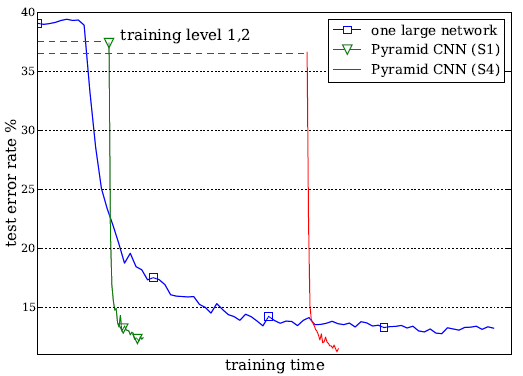 40
35
30
25
20
15
test error rate %
training level 1,2
one large network
Pyramid CNN (S1)
Pyramid CNN (S4)
training time